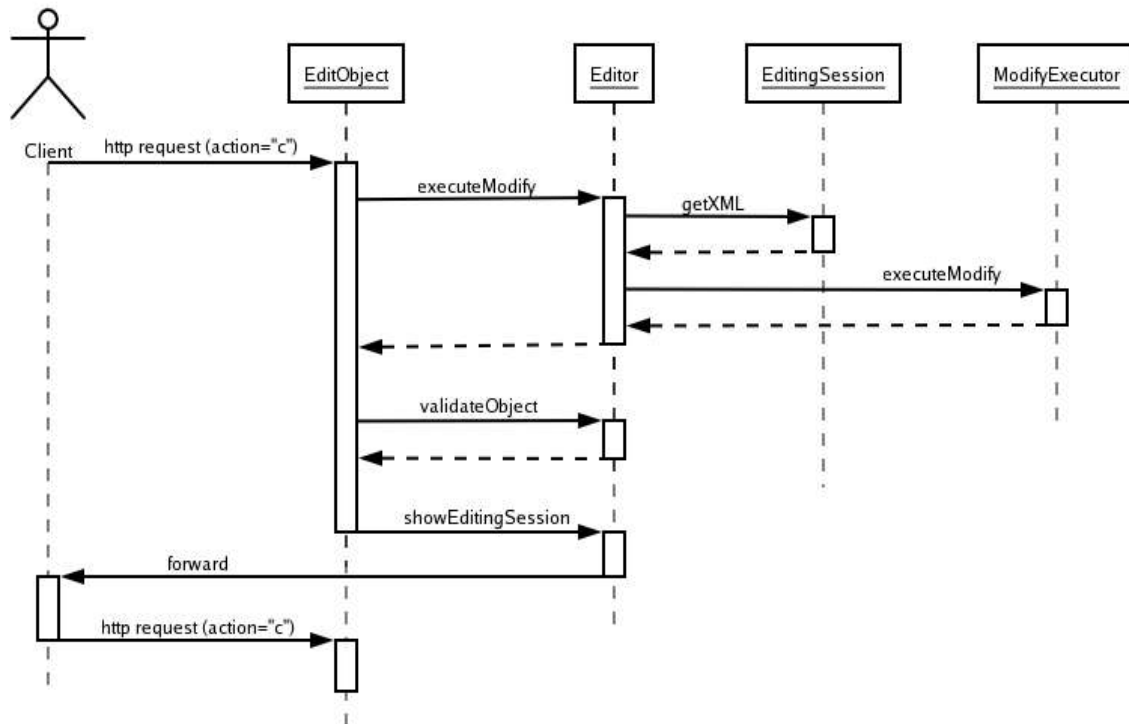 EditObject
Editor
EditingSession
ModifyExecutor
Client
http request (action="c")
executeModify
getXML
executeModify
validateObject
showEditingSession
forward
http request (action="c")